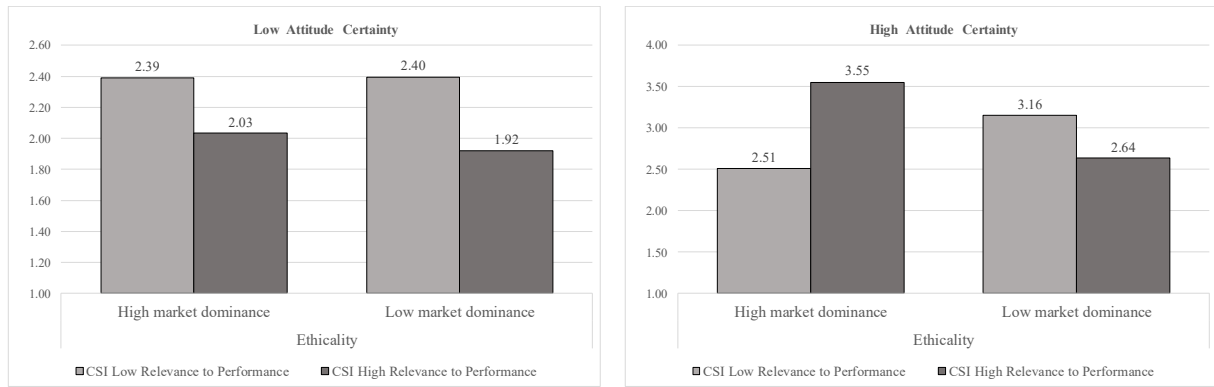 Low Attitude Certainty
2.60
2.40
2.20
2.00
1.80
1.60
1.40
1.20
1.00
2.39
2.03
2.40
1.92
High market dominance
Low market dominance
Ethicality
CSI Low Relevance to Performance
CSI High Relevance to Performance
High Attitude Certainty
4.00
3.50
3.00
2.50
2.00
1.50
1.00
2.51
3.55
3.16
2.64
High market dominance
Low market dominance
Ethicality
CSI Low Relevance to Performance
CSI High Relevance to Performance